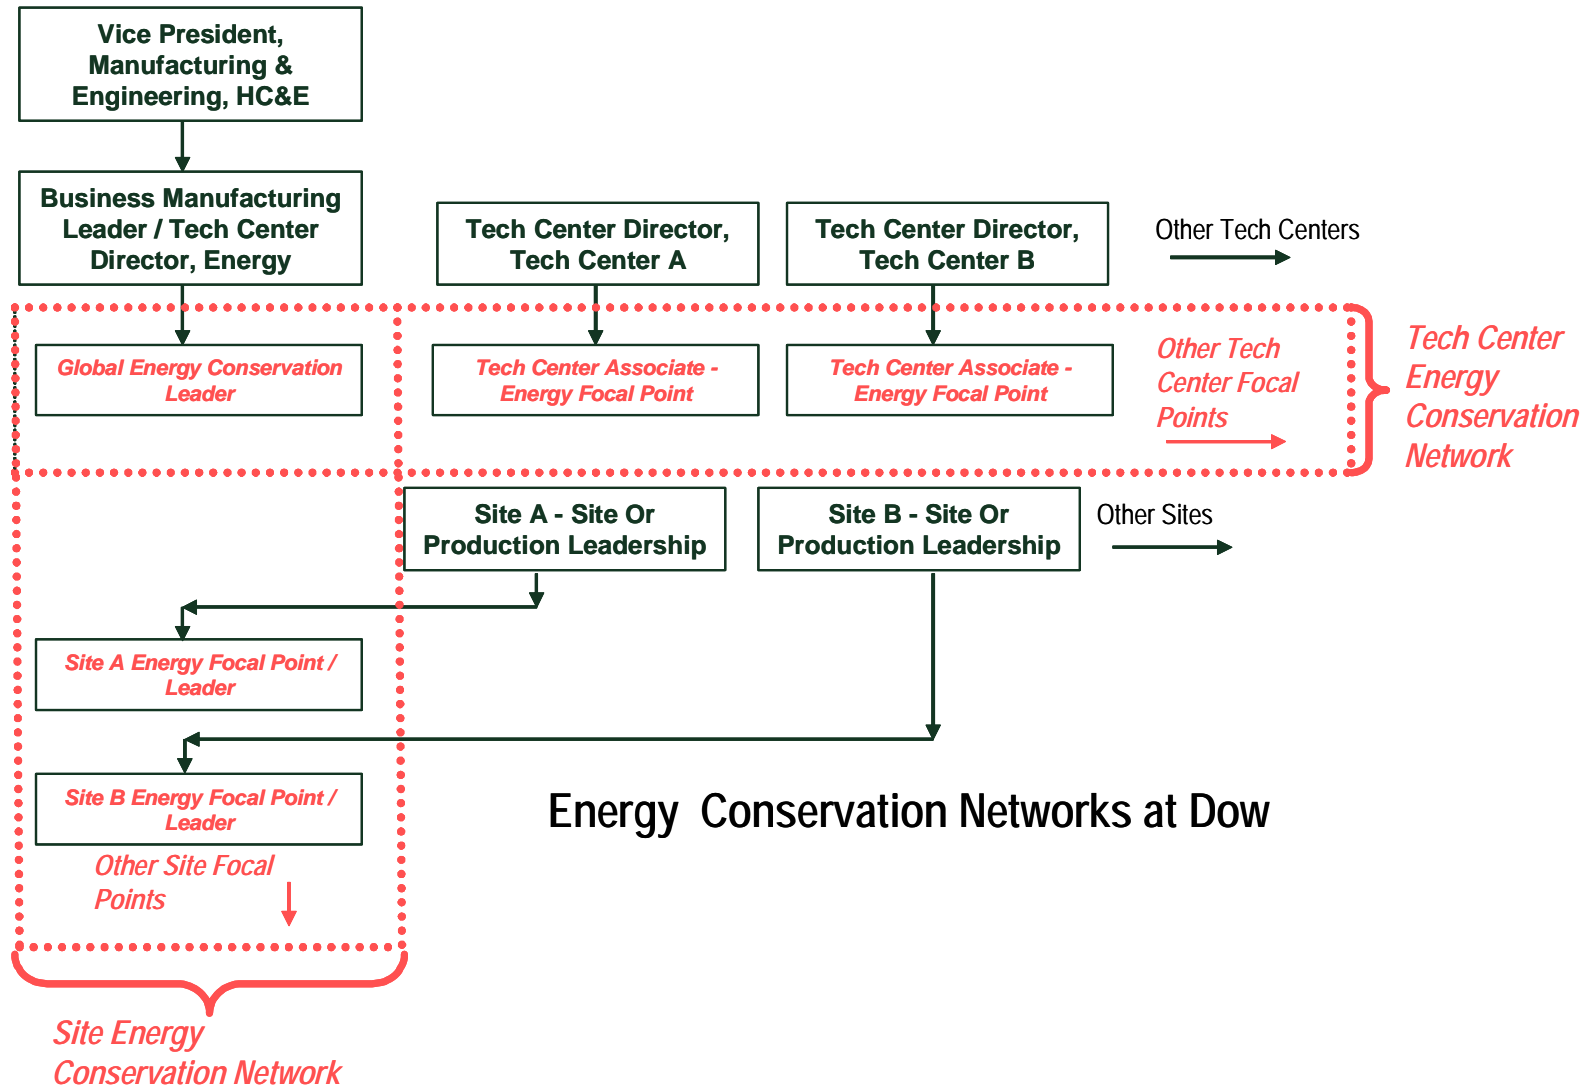 Vice President,
Manufacturing &
Engineering, HC&E
Business Manufacturing
Leader / Tech Center
Director, Energy
Tech Center Director,
Tech Center A
Tech Center Director,
Tech Center B
Other Tech Centers
Global Energy Conservation
Leader
Tech Center Associate -
Energy Focal Point
Tech Center Associate -
Energy Focal Point
Other Tech
Center Focal
Points
Tech Center
Energy
Conservation
Network
Site A - Site Or
Production Leadership
Site B - Site Or
Production Leadership
Other Sites
Site A Energy Focal Point /
Leader
Site B Energy Focal Point /
Leader
Other Site Focal
Points
Energy  Conservation Networks at Dow
Site Energy
Conservation Network